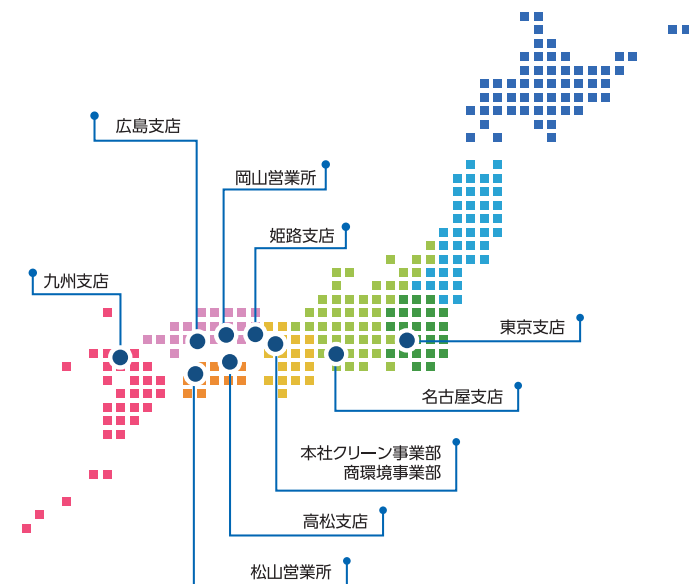 広島支店
岡山営業所
姫路支店
九州支店
東京支店
名古屋支店
本社クリーン事業部
商環境事業部
高松支店
松山営業所